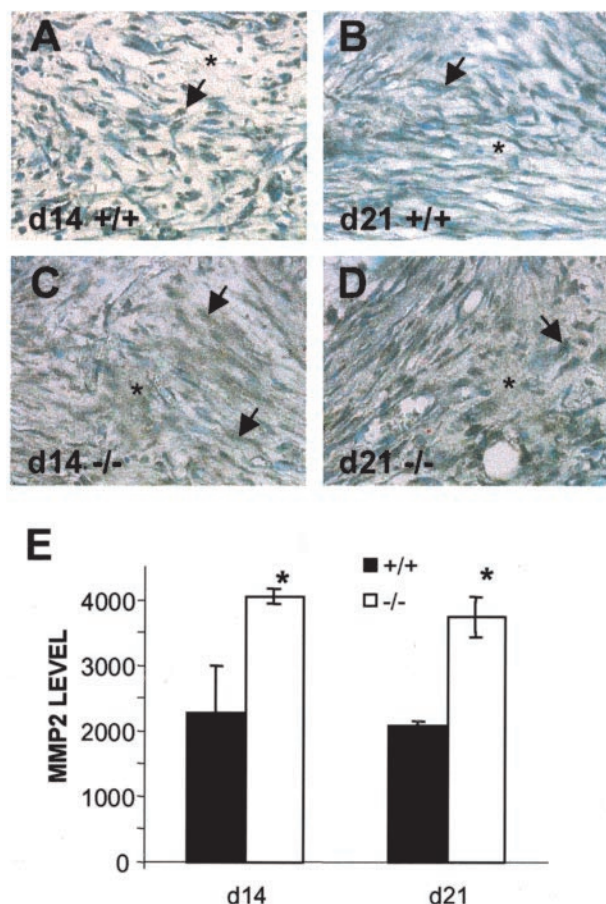 A
*
d14 +/+
B
*
d21 +/+
C
*
d14 -/-
D
*
d21 -/-
E
+/+
-/-
* *
MMP2 LEVEL
4000
3000
2000
1000
0
d14 d21